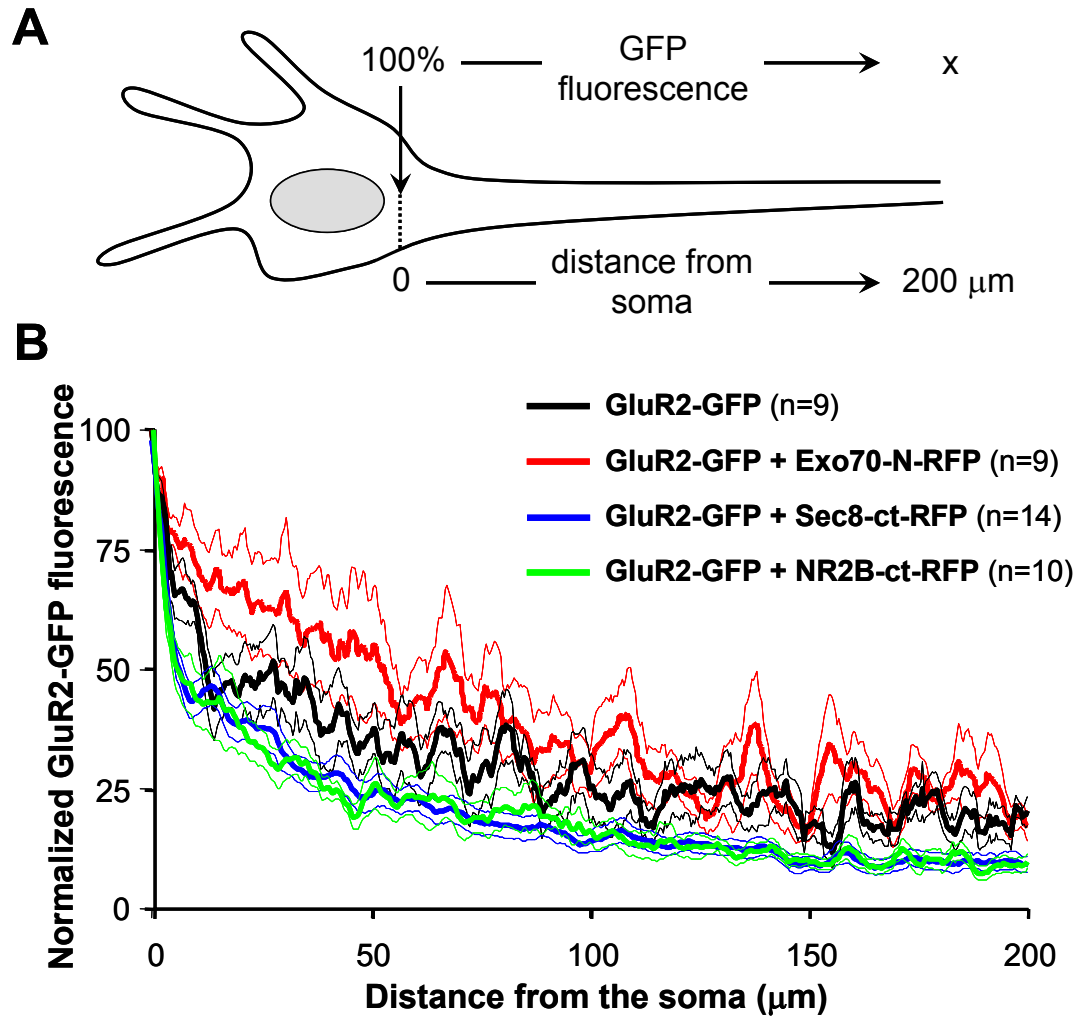 A
100%
GFP
fluorescence
x
0
distance from
soma
200 μm
B
Normalized GluR2-GFP fluorescence
100
75
50
25
0
GluR2-GFP (n=9)
GluR2-GFP + Exo70-N-RFP (n=9)
GluR2-GFP + Sec8-ct-RFP (n=14)
GluR2-GFP + NR2B-ct-RFP (n=10)
0 50 100 150 200
Distance from the soma (μm)